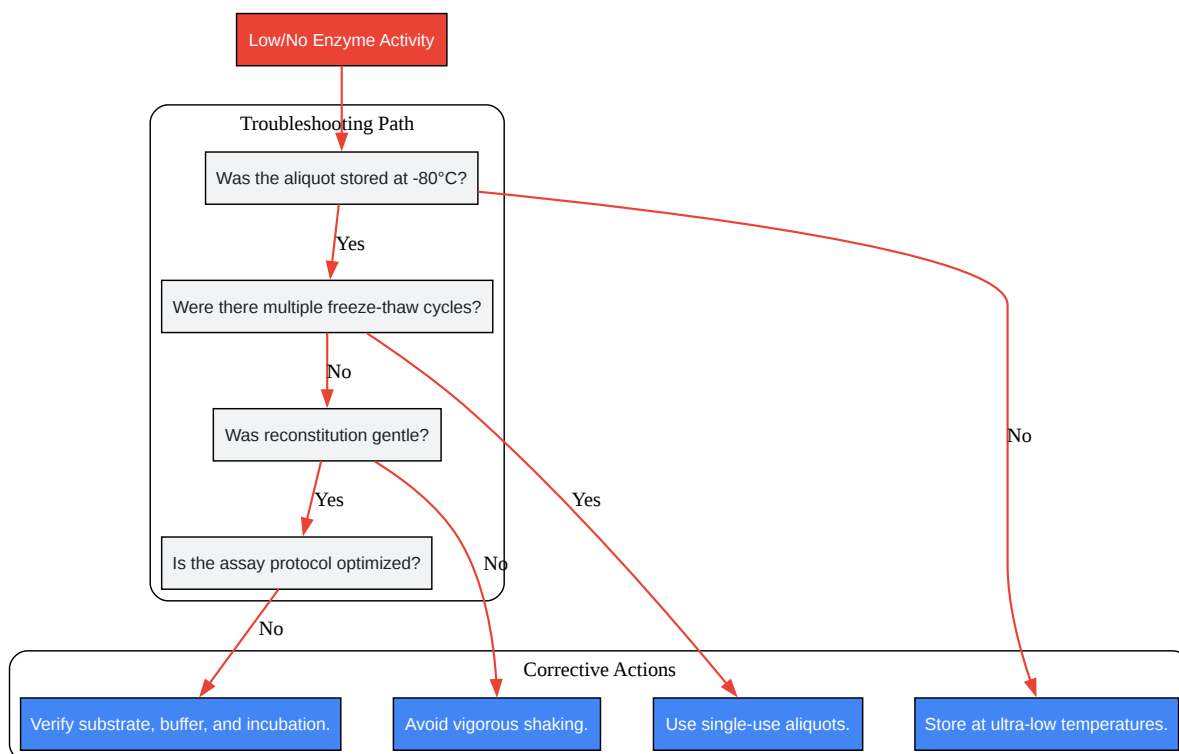 Low/No Enzyme Activity
Troubleshooting Path
Was the aliquot stored at -80°C?
Yes
Were there multiple freeze-thaw cycles?
No
Was reconstitution gentle?
No
Yes
Yes
Is the assay protocol optimized?
No
No
Corrective Actions
Verify substrate, buffer, and incubation.
Avoid vigorous shaking.
Use single-use aliquots.
Store at ultra-low temperatures.